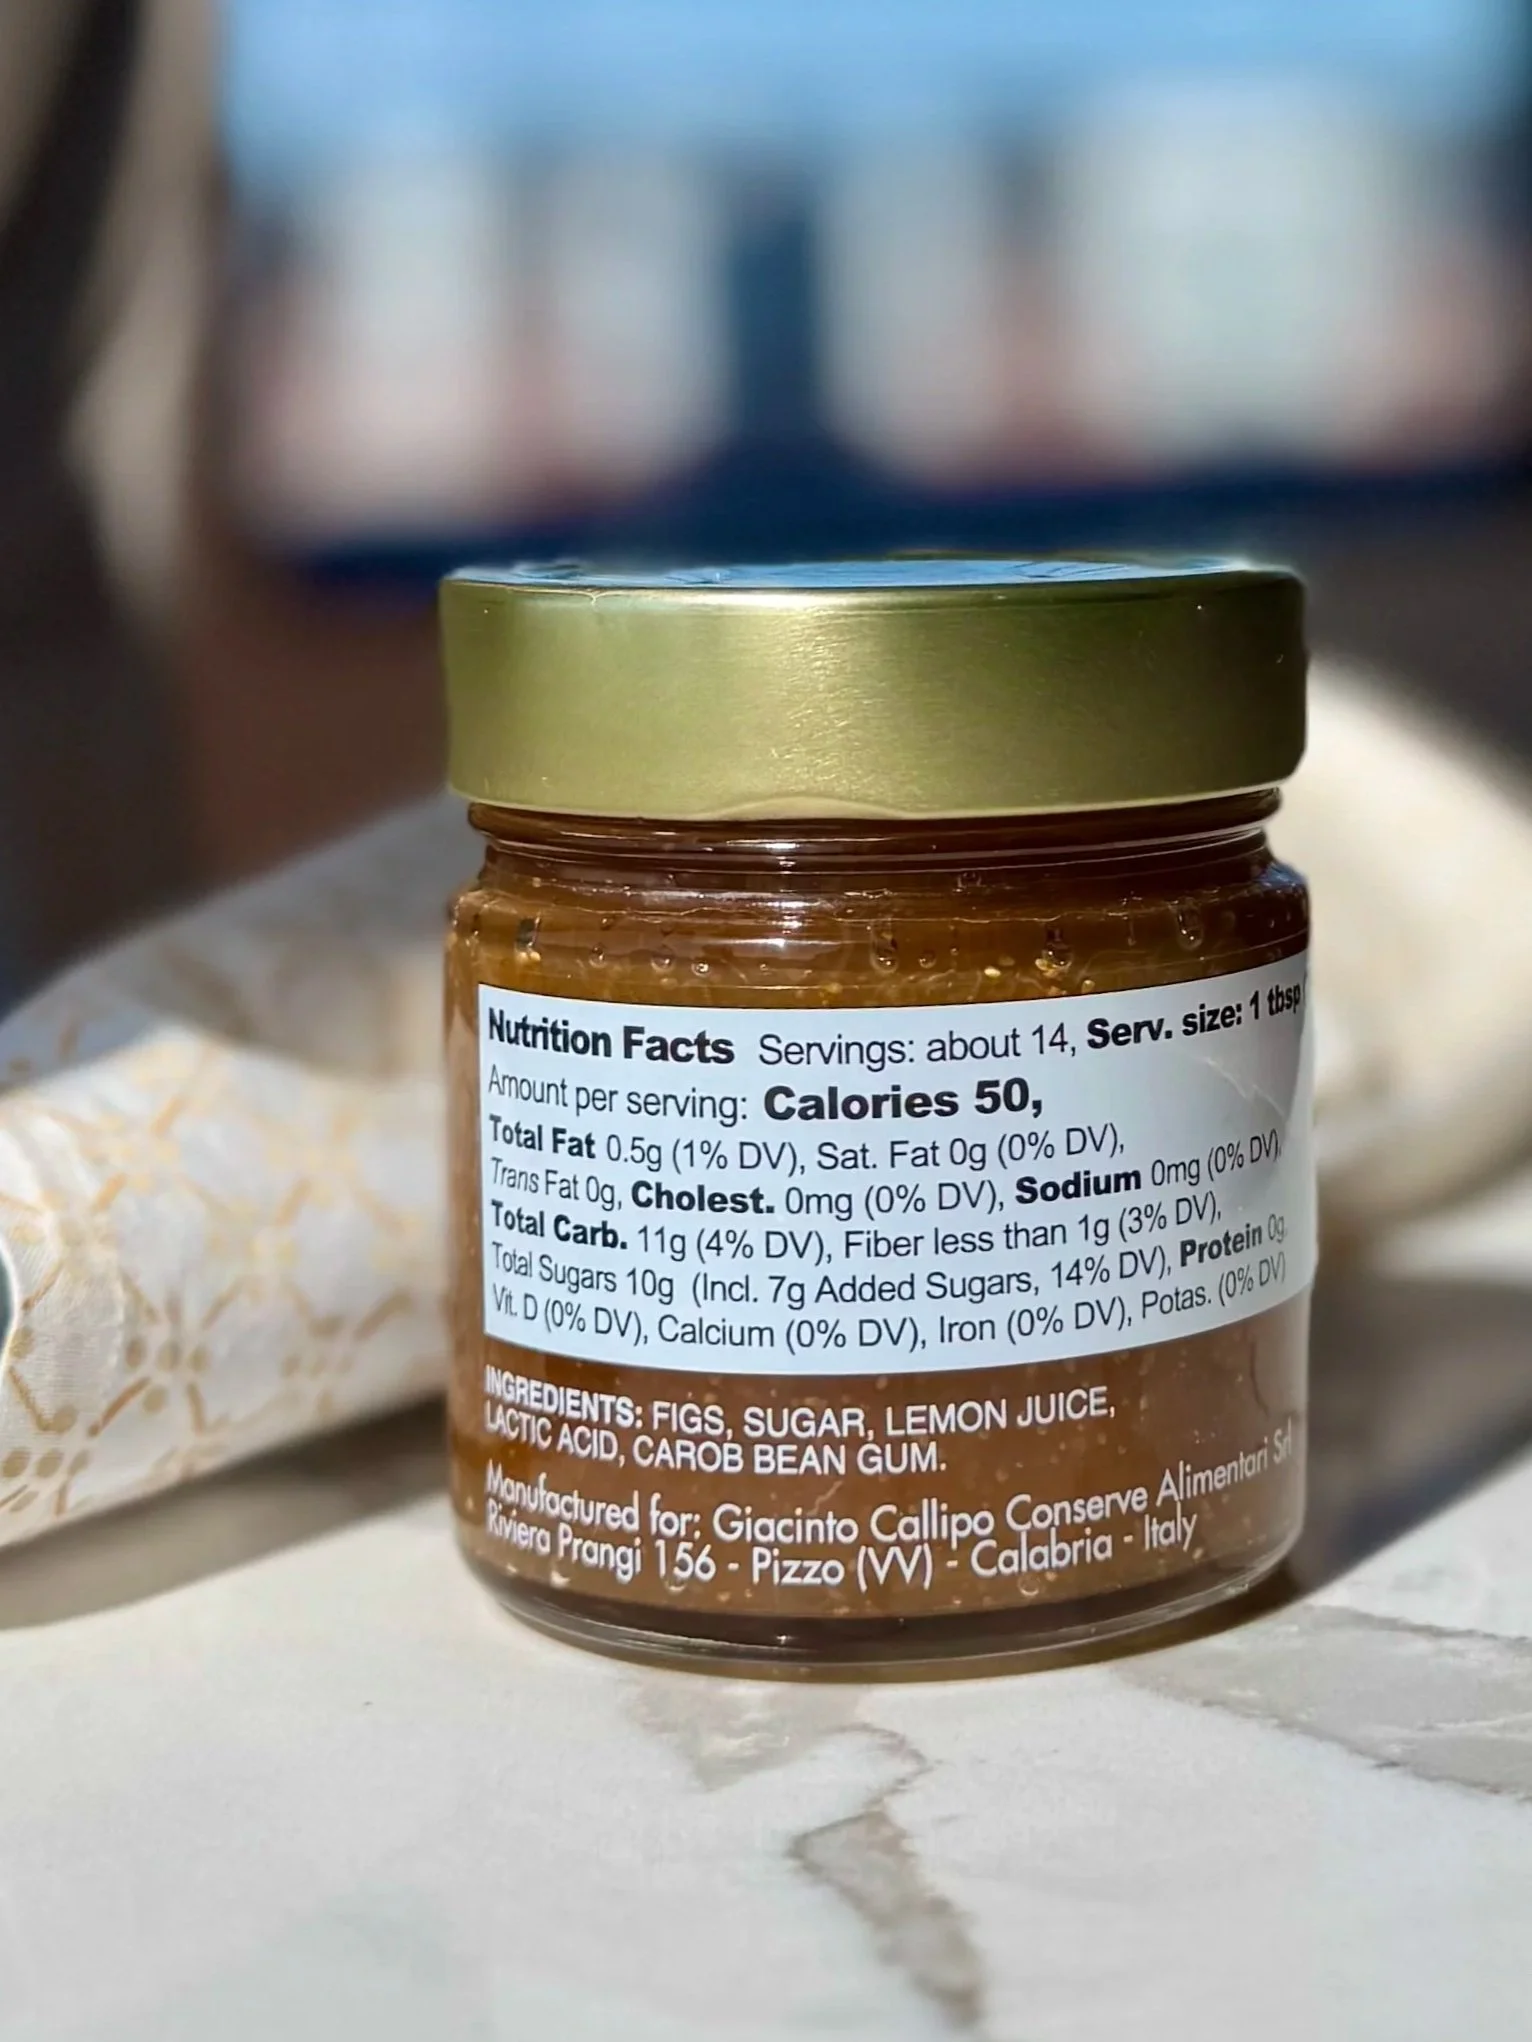 Nutrition Facts Servings: about 14, Serv. size: 1 tbsp
Amount per serving: Calories 50,
Total Fat 0.5g (1% DV), Sat. Fat 0g (0% DV),
Trans Fat 0g, Cholest. 0mg (0% DV), Sodium 0mg (0% DV),
Total Carb. 11g (4% DV), Fiber less than 1g (3% DV),
Total Sugars 10g (Incl. 7g Added Sugars, 14% DV), Protein 0g,
Vit. D (0% DV), Calcium (0% DV), Iron (0% DV), Potas. (0% DV)
INGREDIENTS: FIGS, SUGAR, LEMON JUICE,
LACTIC ACID, CAROB BEAN GUM.
Manufactured for: Giacinto Callipo Conserve Alimentari Srl
Riviera Prangi 156 - Pizzo (VV) - Calabria - Italy